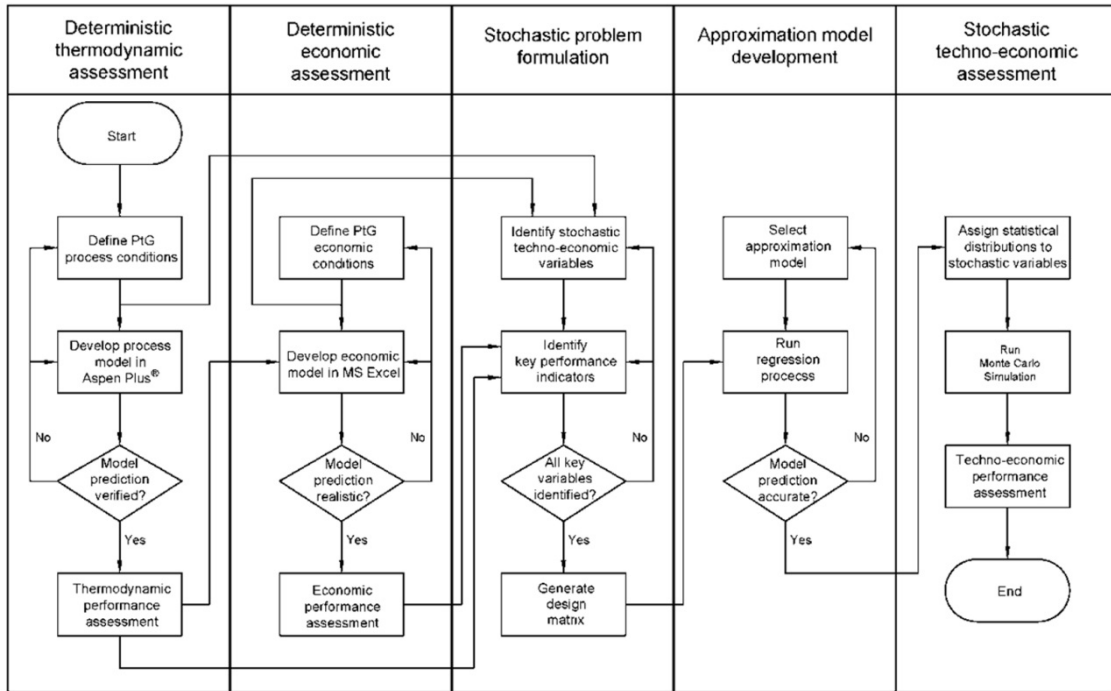 Deterministic
thermodynamic
assessment
Deterministic
economic
assessment
Stochastic problem
formulation
Approximation model
development
Stochastic
techno-economic
assessment
Start
Define PtG
process conditions
Develop process
model in
Aspen Plus®
No
Model
prediction
verified?
Yes
Thermodynamic
performance
assessment
Define PtG
economic
conditions
Develop economic
model in MS Excel
No
Model
prediction
realistic?
Yes
Economic
performance
assessment
Identify stochastic
techno-economic
variables
Identify
key performance
indicators
No
All key
variables
identified?
Yes
Generate
design
matrix
Select
approximation
model
Run
regression
procecss
No
Model
prediction
accurate?
Yes
Assign statistical
distributions to
stochastic variables
Run
Monte Carlo
Simulation
Techno-economic
performance
assessment
End